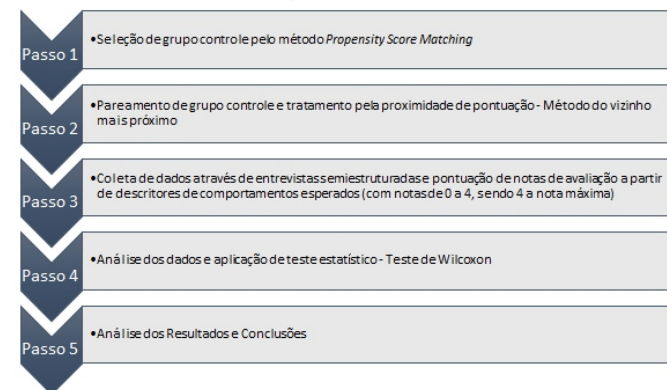 Passo 1
•Seleção de grupo controle pelo método Propensity Score Matching
Passo 2
•Pareamento de grupo controle e tratamento pela proximidade de pontuação - Método do vizinho
mais próximo
Passo 3
•Coleta de dados através de entrevistas semiestruturadas e pontuação de notas de avaliação a partir
de descritores de comportamentos esperados (com notas de 0 a 4, sendo 4 a nota máxima)
Passo 4
•Análise dos dados e aplicação de teste estatístico - Teste de Wilcoxon
Passo 5
•Análise dos Resultados e Conclusões